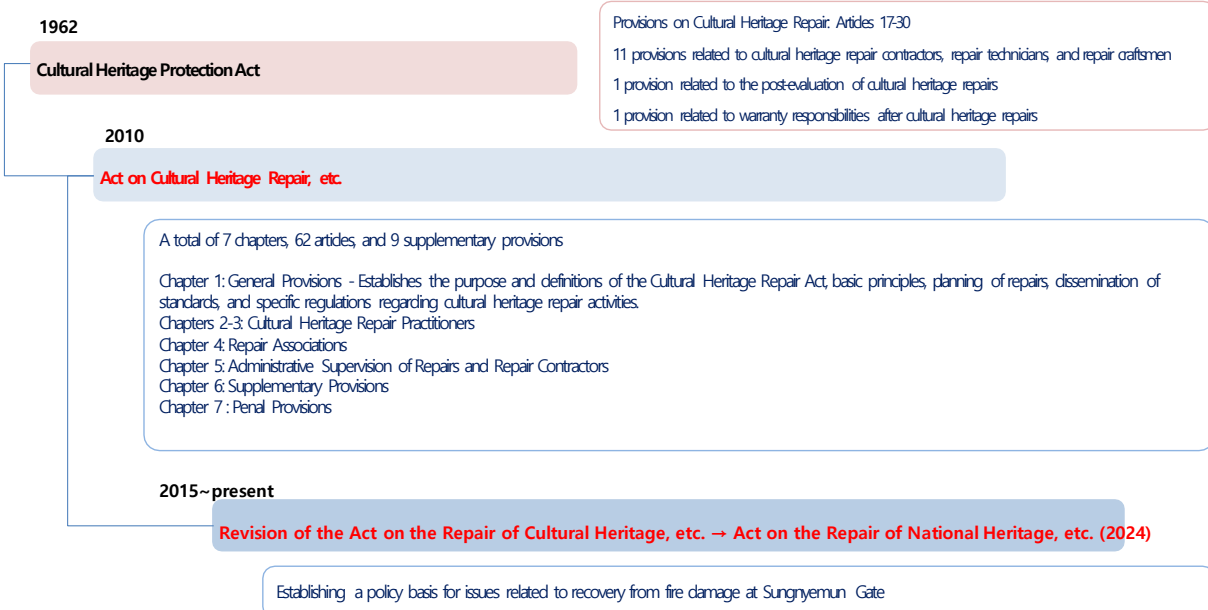 1962
Cultural Heritage Protection Act
Provisions on Cultural Heritage Repair: Articles 17-30
11 provisions related to cultural heritage repair contractors, repair technicians, and repair craftsmen
1 provision related to the post-evaluation of cultural heritage repairs
1 provision related to warranty responsibilities after cultural heritage repairs
2010
Act on Cultural Heritage Repair, etc.
A total of 7 chapters, 62 articles, and 9 supplementary provisions
Chapter 1: General Provisions - Establishes the purpose and definitions of the Cultural Heritage Repair Act, basic principles, planning of repairs, dissemination of
standards, and specific regulations regarding cultural heritage repair activities.
Chapters 2-3: Cultural Heritage Repair Practitioners
Chapter 4: Repair Associations
Chapter 5: Administrative Supervision of Repairs and Repair Contractors
Chapter 6: Supplementary Provisions
Chapter 7 : Penal Provisions
2015~present
Revision of the Act on the Repair of Cultural Heritage, etc. → Act on the Repair of National Heritage, etc. (2024)
Establishing a policy basis for issues related to recovery from fire damage at Sungnyemun Gate